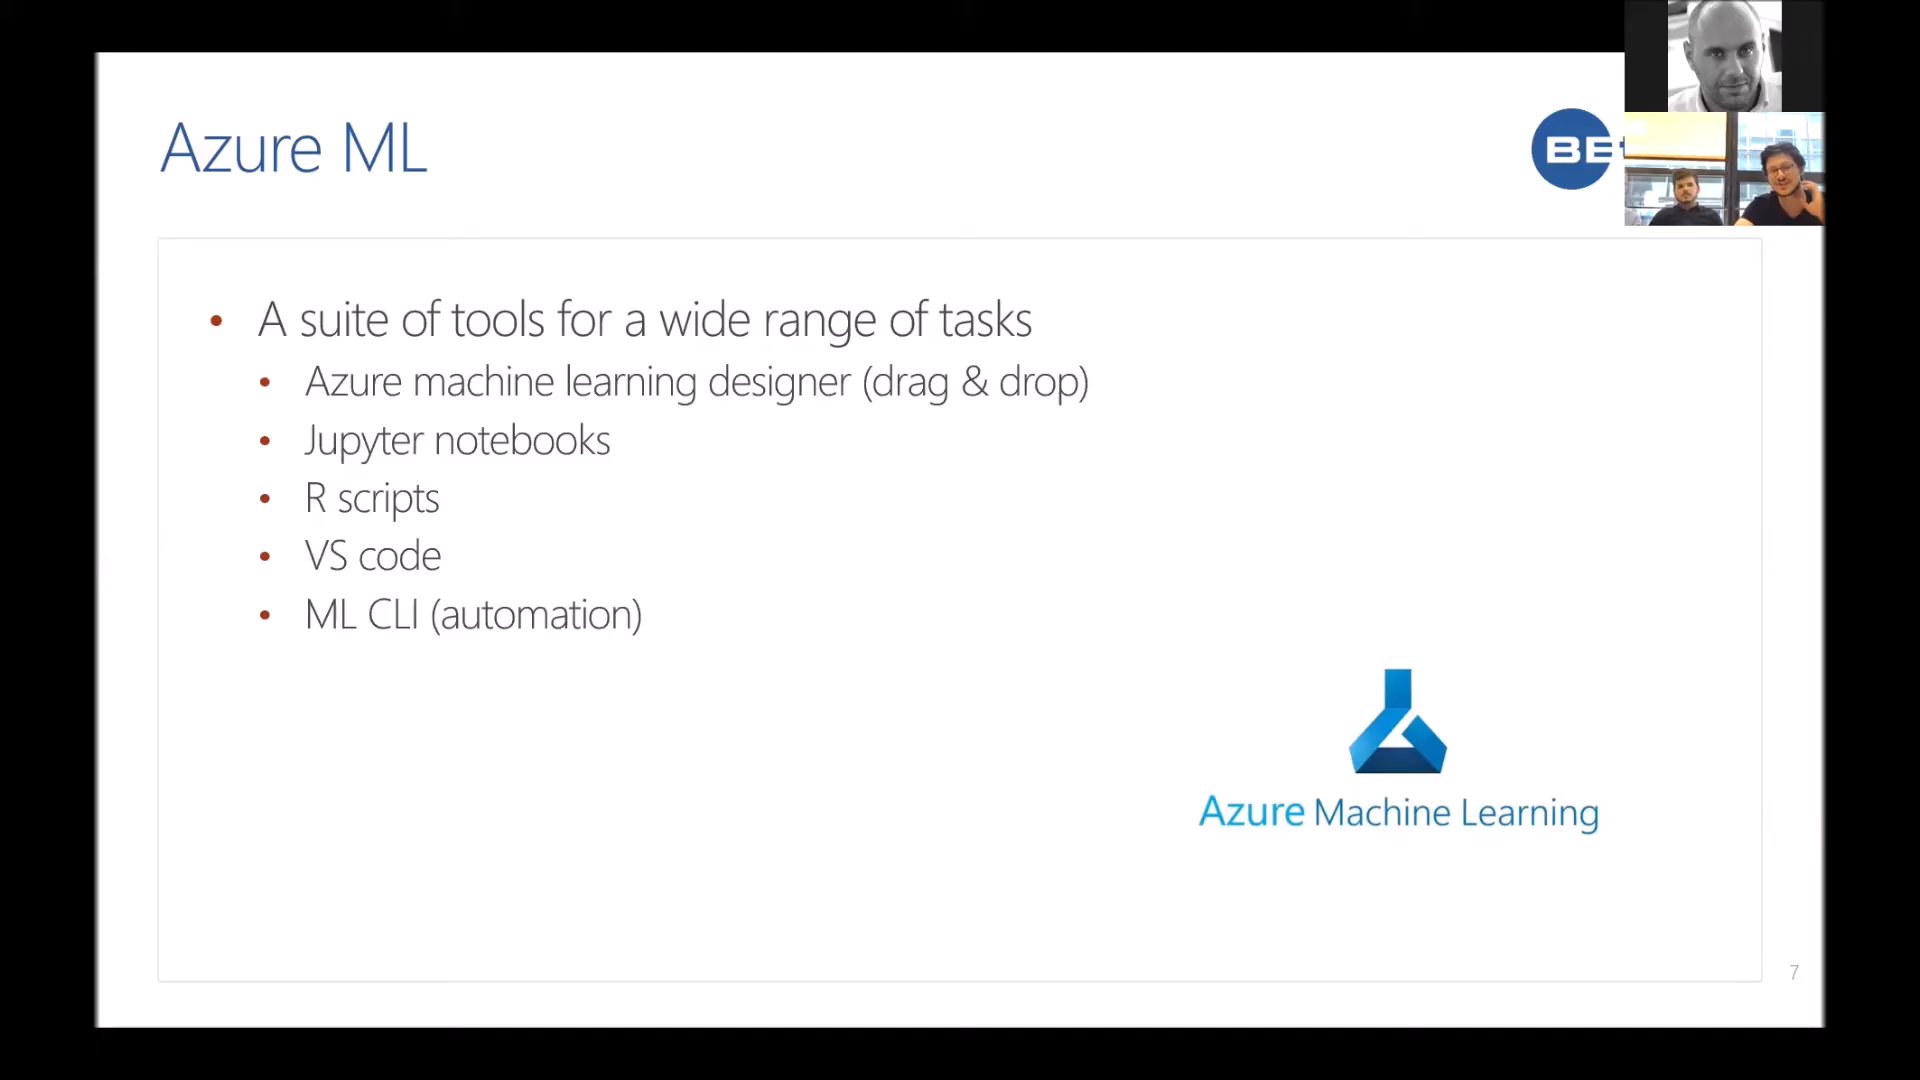 Azure ML
BE
A suite of tools for a wide range of tasks
Azure machine learning designer (drag & drop)
Jupyter notebooks
R scripts
VS code
ML CLI (automation)
Azure Machine Learning
7